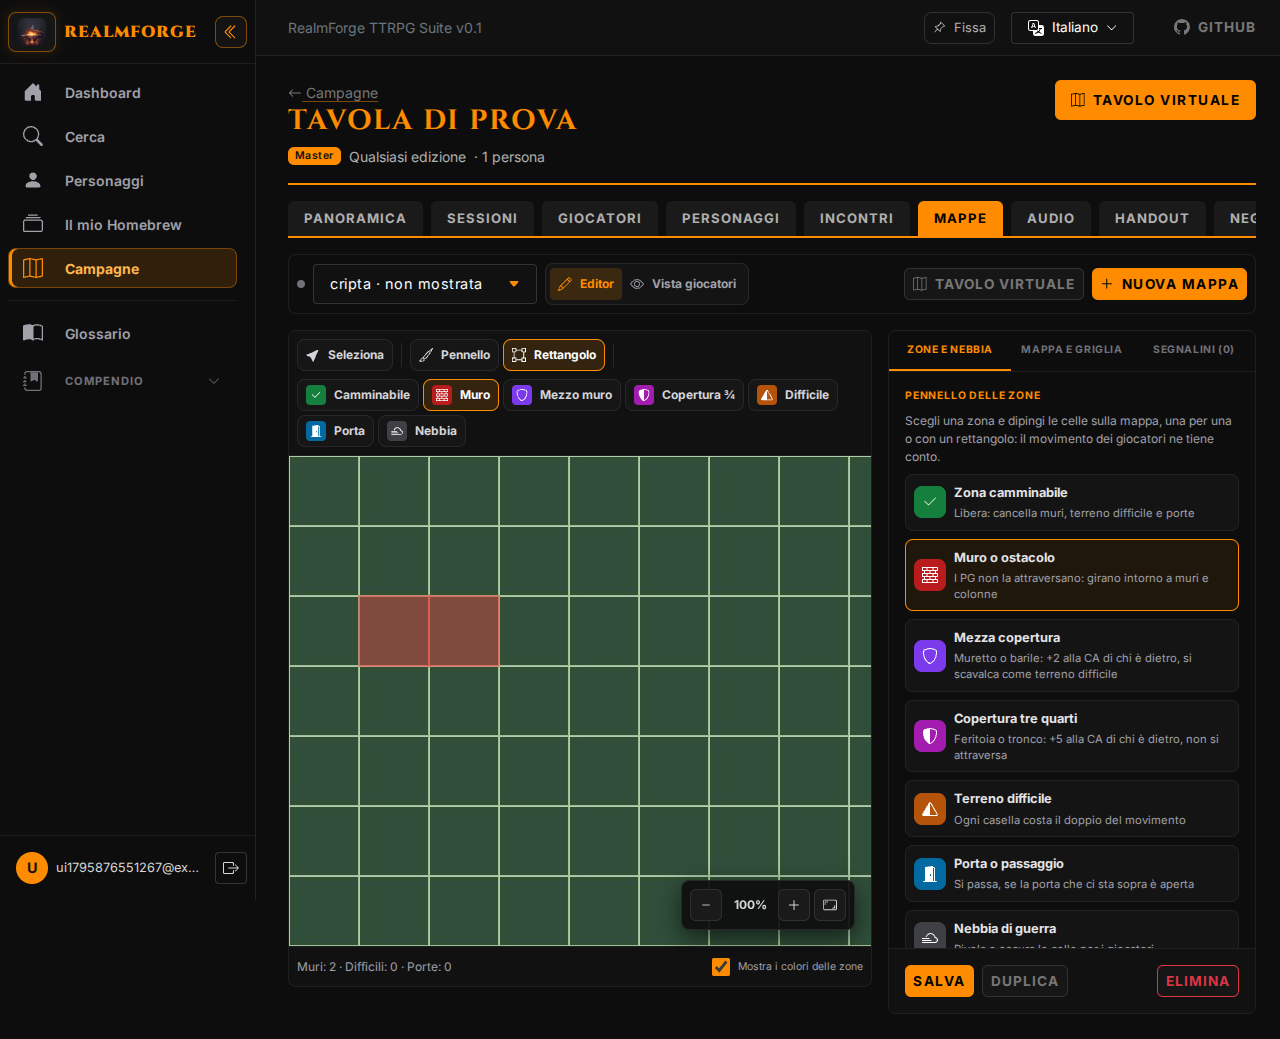 REALMFORGE
RealmForge TTRPG Suite v0.1
Fissa
Italiano
GITHUB
Dashboard
Cerca
Personaggi
Il mio Homebrew
Campagne
Glossario
COMPENDIO
U
ui1795876551267@ex...
← Campagne
TAVOLA DI PROVA
TAVOLO VIRTUALE
Master
Qualsiasi edizione · 1 persona
PANORAMICA
SESSIONI
GIOCATORI
PERSONAGGI
INCONTRI
MAPPE
AUDIO
HANDOUT
cripta · non mostrata
Editor
Vista giocatori
TAVOLO VIRTUALE
NUOVA MAPPA
Seleziona
Pennello
Rettangolo
Camminabile
Muro
Mezzo muro
Copertura ¾
Difficile
Porta
Nebbia
100%
Muri: 2 · Difficili: 0 · Porte: 0
Mostra i colori delle zone
ZONE E NEBBIA
MAPPA E GRIGLIA
SEGNALINI (0)
PENNELLO DELLE ZONE
Scegli una zona e dipingi le celle sulla mappa, una per una
o con un rettangolo: il movimento dei giocatori ne tiene
conto.
Zona camminabile
Libera: cancella muri, terreno difficile e porte
Muro o ostacolo
I PG non la attraversano: girano intorno a muri e
colonne
Mezza copertura
Muretto o barile: +2 alla CA di chi è dietro, si
scavalca come terreno difficile
Copertura tre quarti
Feritoia o tronco: +5 alla CA di chi è dietro, non si
attraversa
Terreno difficile
Ogni casella costa il doppio del movimento
Porta o passaggio
Si passa, se la porta che ci sta sopra è aperta
Nebbia di guerra
SALVA
DUPLICA
ELIMINA